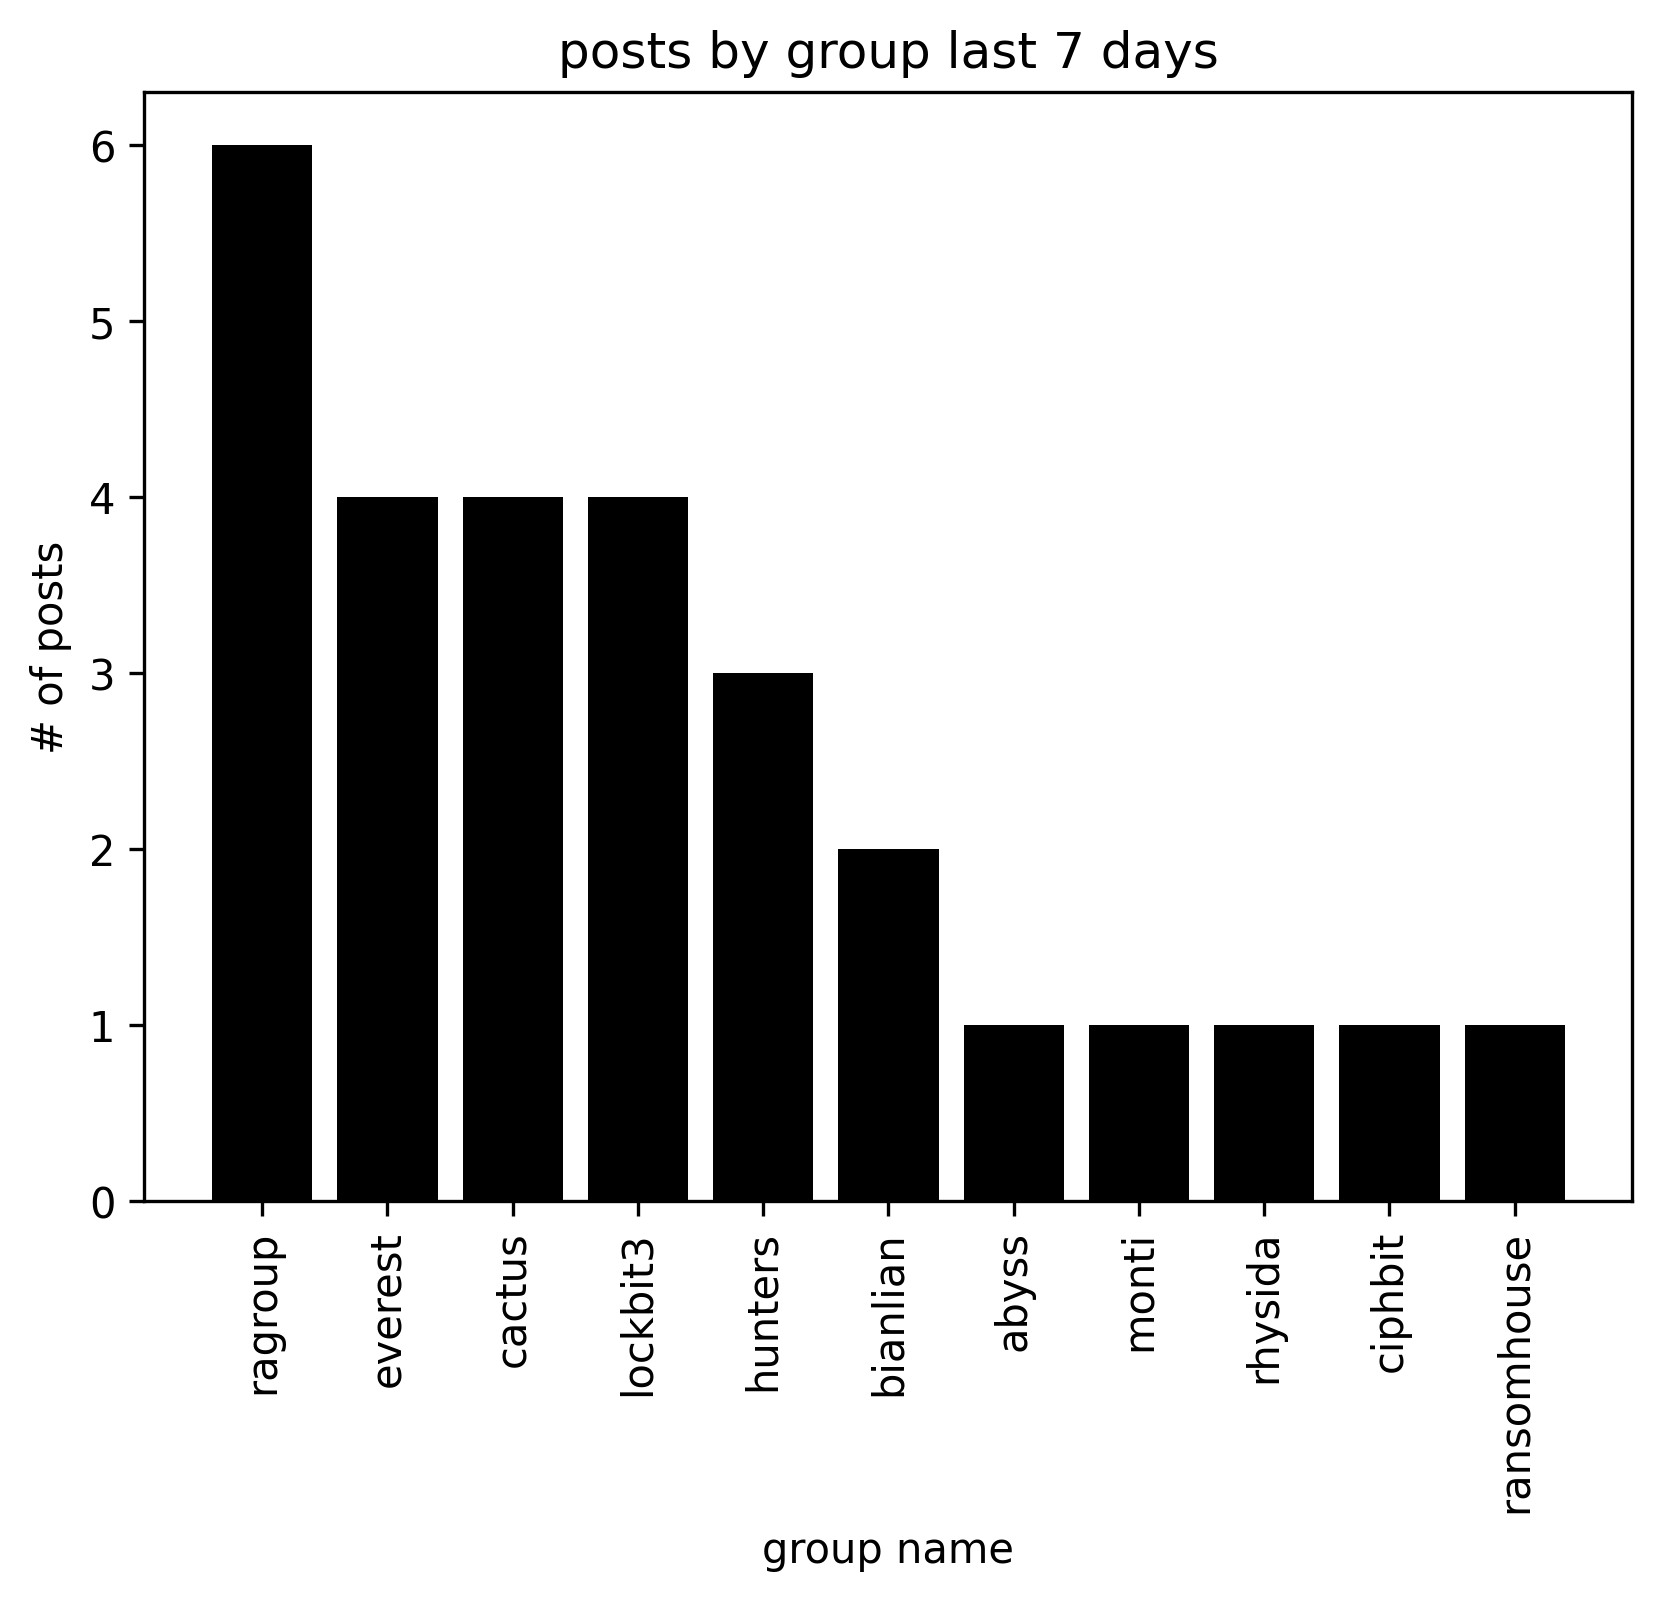 posts by group last 7 days
# of posts
6
5
4
3
2
1
0
ragroup
everest
cactus
lockbit3
hunters
bianlian
abyss
monti
rhysida
ciphbit
ransomhouse
group name